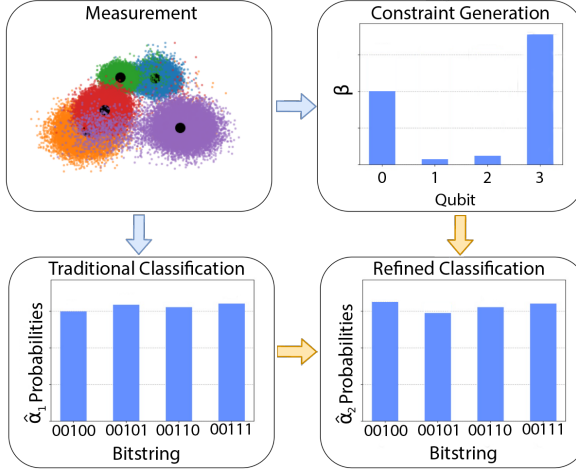 Measurement
Constraint Generation
β
0 1 2 3
Qubit
Traditional Classification
α̂₁ Probabilities
00100 00101 00110 00111
Bitstring
Refined Classification
α̂₂ Probabilities
00100 00101 00110 00111
Bitstring